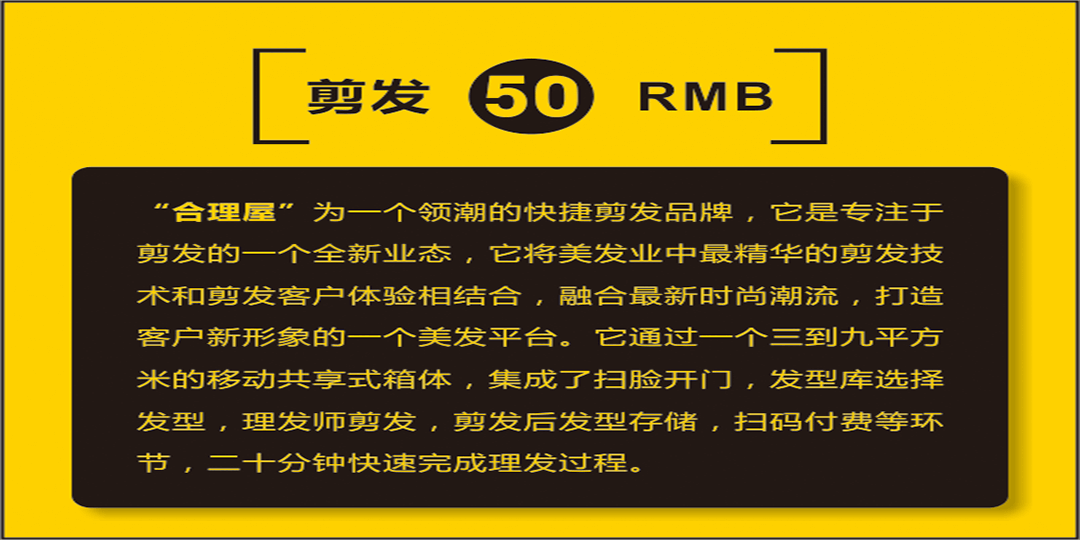 剪发 50 RMB
“合理屋”为一个领潮的快捷剪发品牌，它是专注于
剪发的一个全新业态，它将美发业中最精华的剪发技
术和剪发客户体验相结合，融合最新时尚潮流，打造
客户新形象的一个美发平台。它通过一个三到九平方
米的移动共享式箱体，集成了扫脸开门，发型库选择
发型，理发师剪发，剪发后发型存储，扫码付费等环
节，二十分钟快速完成理发过程。